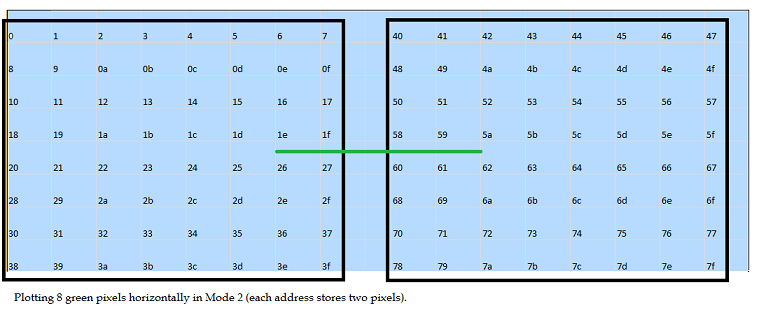 0 1 2 3 4 5 6 7 40 41 42 43 44 45 46 47
8 9 0a 0b 0c 0d 0e 0f 48 49 4a 4b 4c 4d 4e 4f
10 11 12 13 14 15 16 17 50 51 52 53 54 55 56 57
18 19 1a 1b 1c 1d 1e 1f 58 59 5a 5b 5c 5d 5e 5f
20 21 22 23 24 25 26 27 60 61 62 63 64 65 66 67
28 29 2a 2b 2c 2d 2e 2f 68 69 6a 6b 6c 6d 6e 6f
30 31 32 33 34 35 36 37 70 71 72 73 74 75 76 77
38 39 3a 3b 3c 3d 3e 3f 78 79 7a 7b 7c 7d 7e 7f
Plotting 8 green pixels horizontally in Mode 2 (each address stores two pixels).